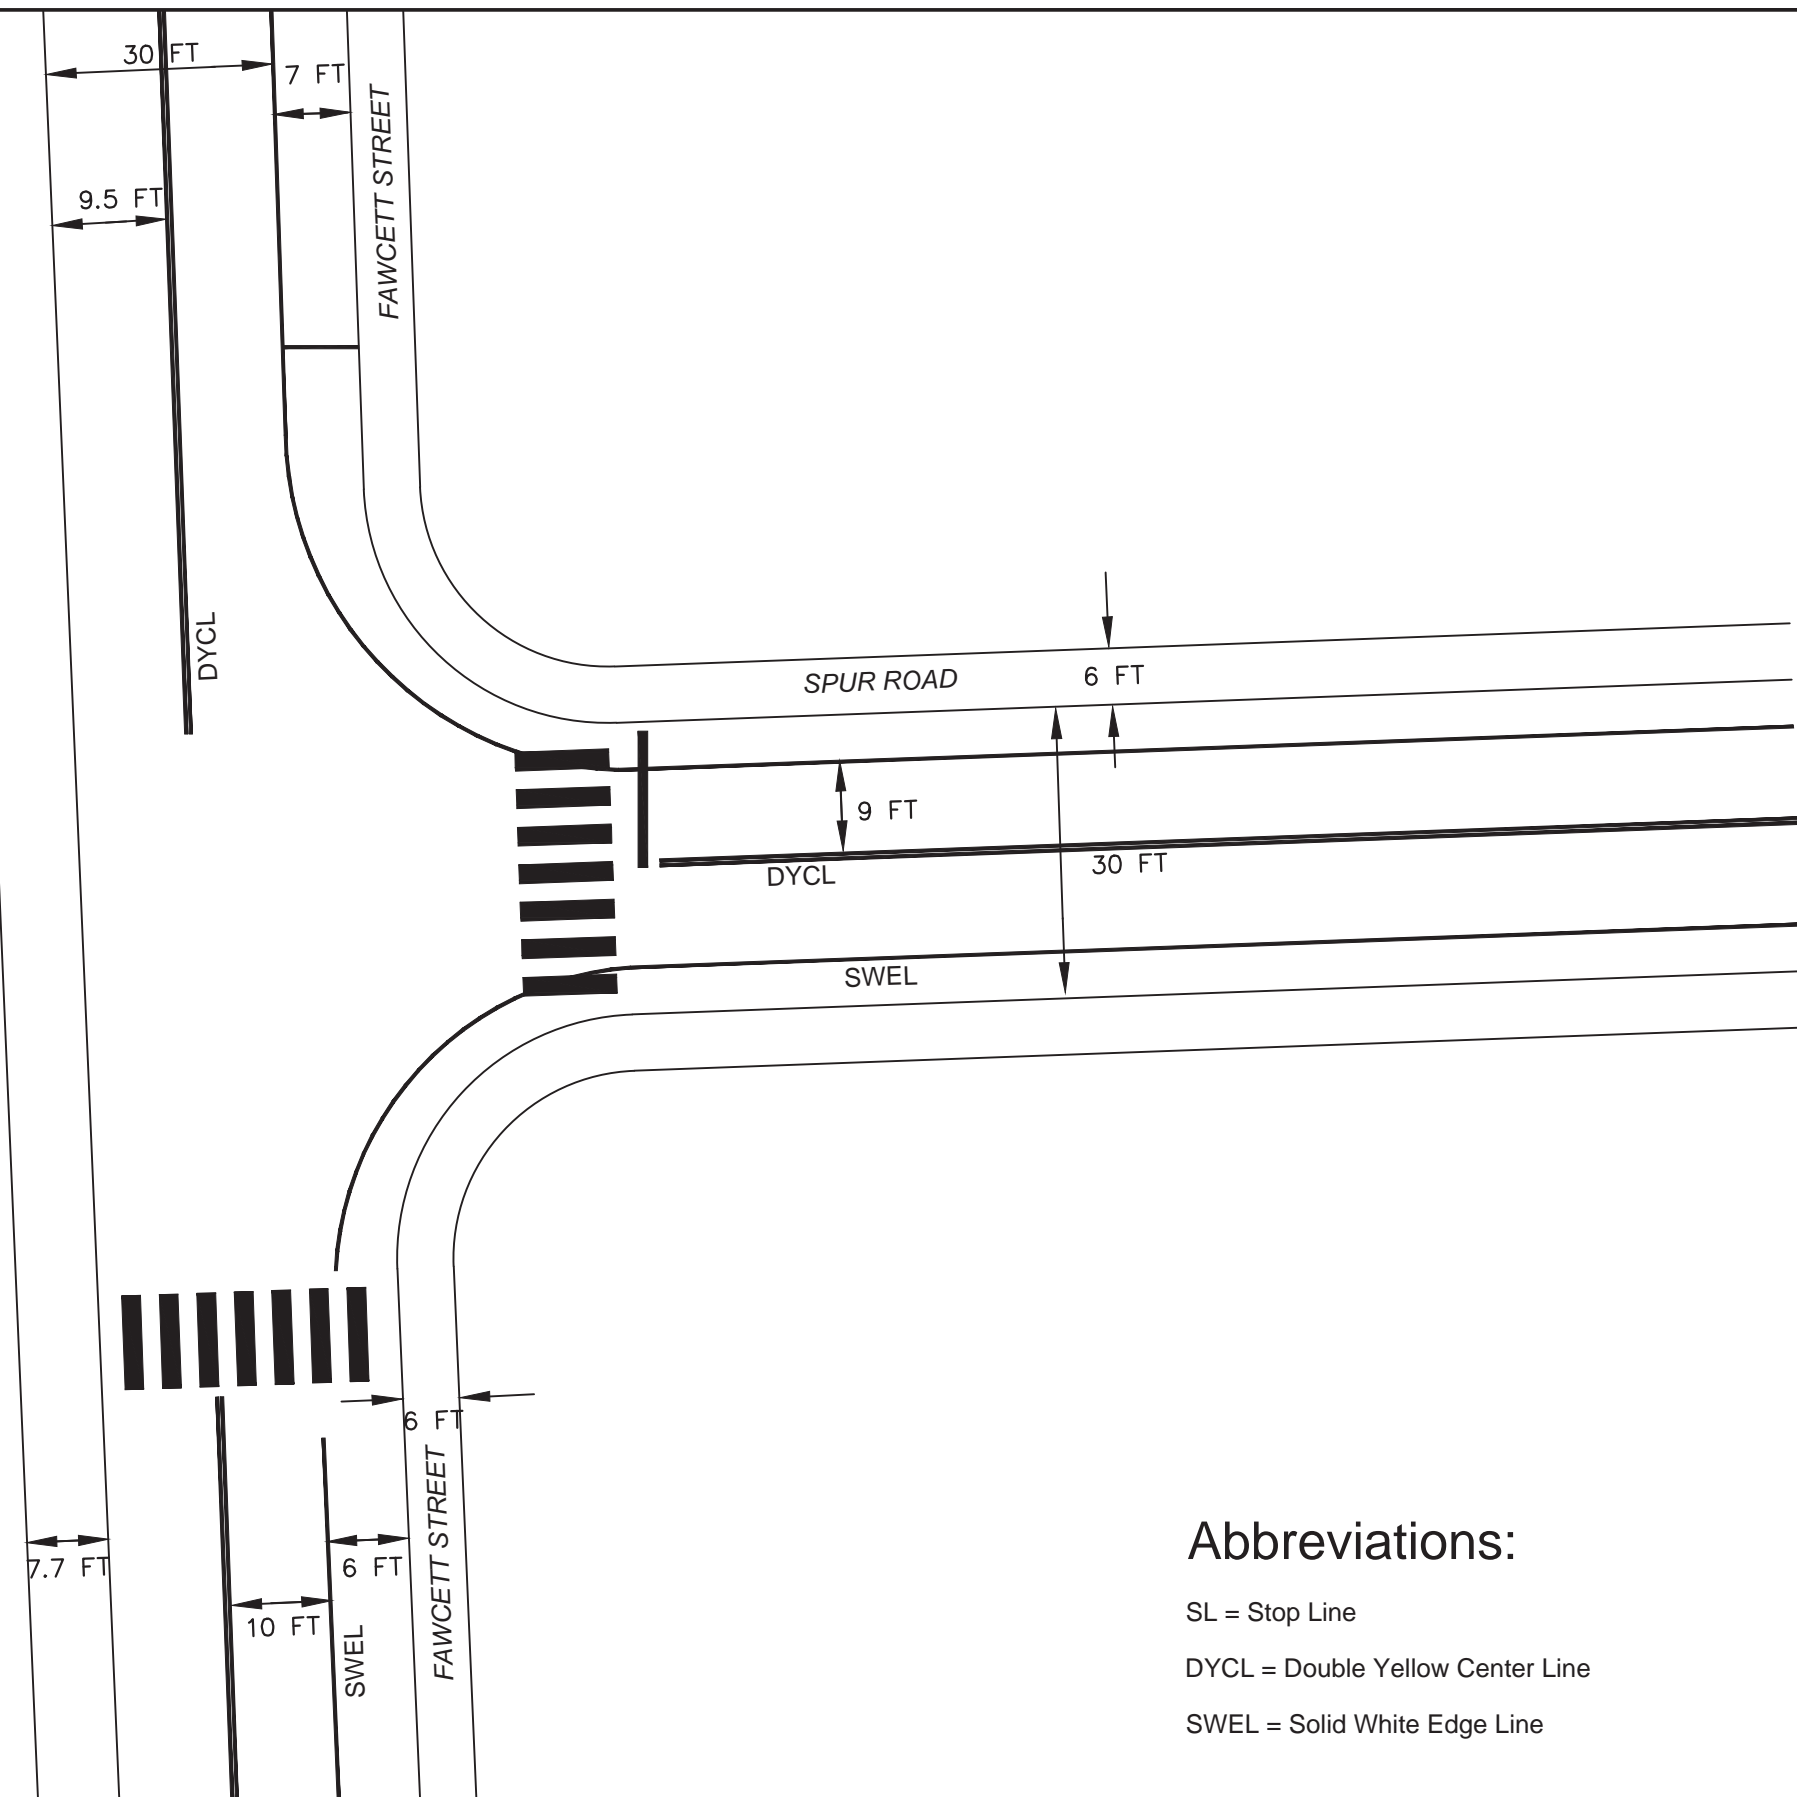 30 FT
7 FT
FAWCETT STREET
9.5 FT
DYCL
SPUR ROAD
6 FT
9 FT
30 FT
DYCL
SWEL
6 FT
FAWCETT STREET
7.7 FT
6 FT
10 FT
SWEL
Abbreviations:
SL = Stop Line
DYCL = Double Yellow Center Line
SWEL = Solid White Edge Line